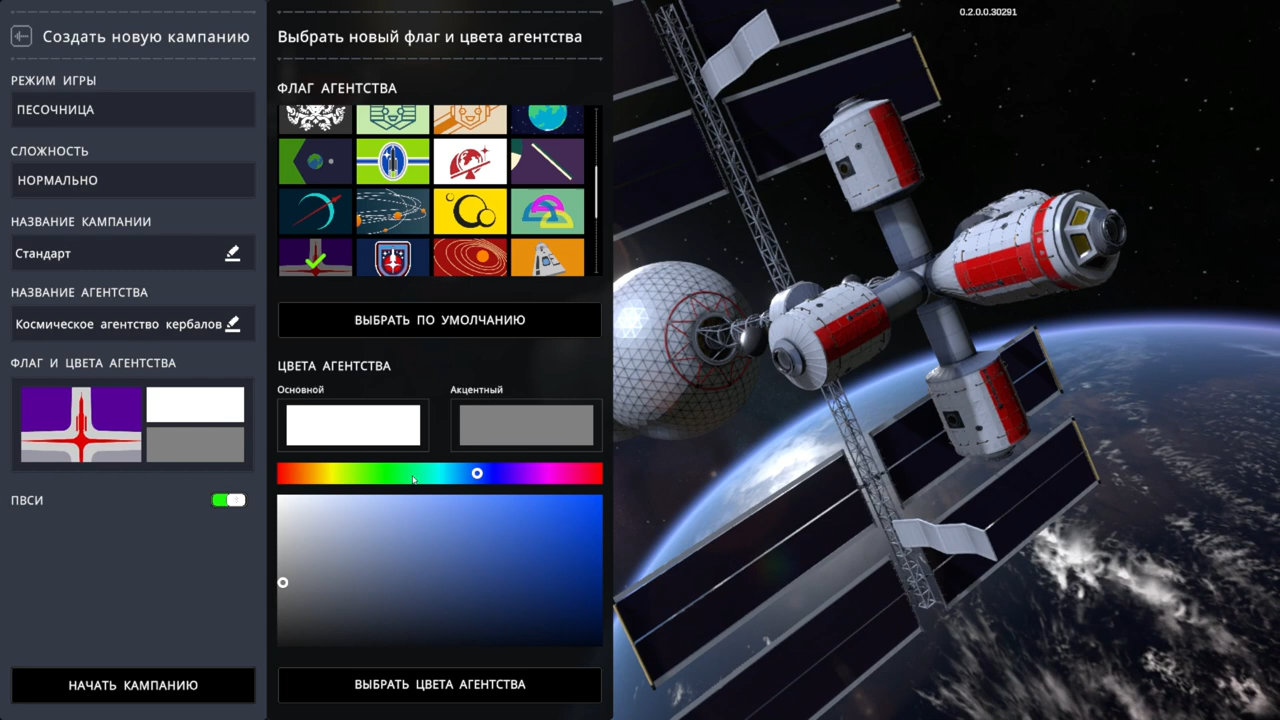 Создать новую кампанию
РЕЖИМ ИГРЫ
ПЕСОЧНИЦА
СЛОЖНОСТЬ
НОРМАЛЬНО
НАЗВАНИЕ КАМПАНИИ
Стандарт
НАЗВАНИЕ АГЕНТСТВА
Космическое агентство кербалов
ФЛАГ И ЦВЕТА АГЕНТСТВА
ПВСИ
НАЧАТЬ КАМПАНИЮ
Выбрать новый флаг и цвета агентства
ФЛАГ АГЕНТСТВА
ВЫБРАТЬ ПО УМОЛЧАНИЮ
ЦВЕТА АГЕНТСТВА
Основной
Акцентный
ВЫБРАТЬ ЦВЕТА АГЕНТСТВА
0.2.0.0.30291